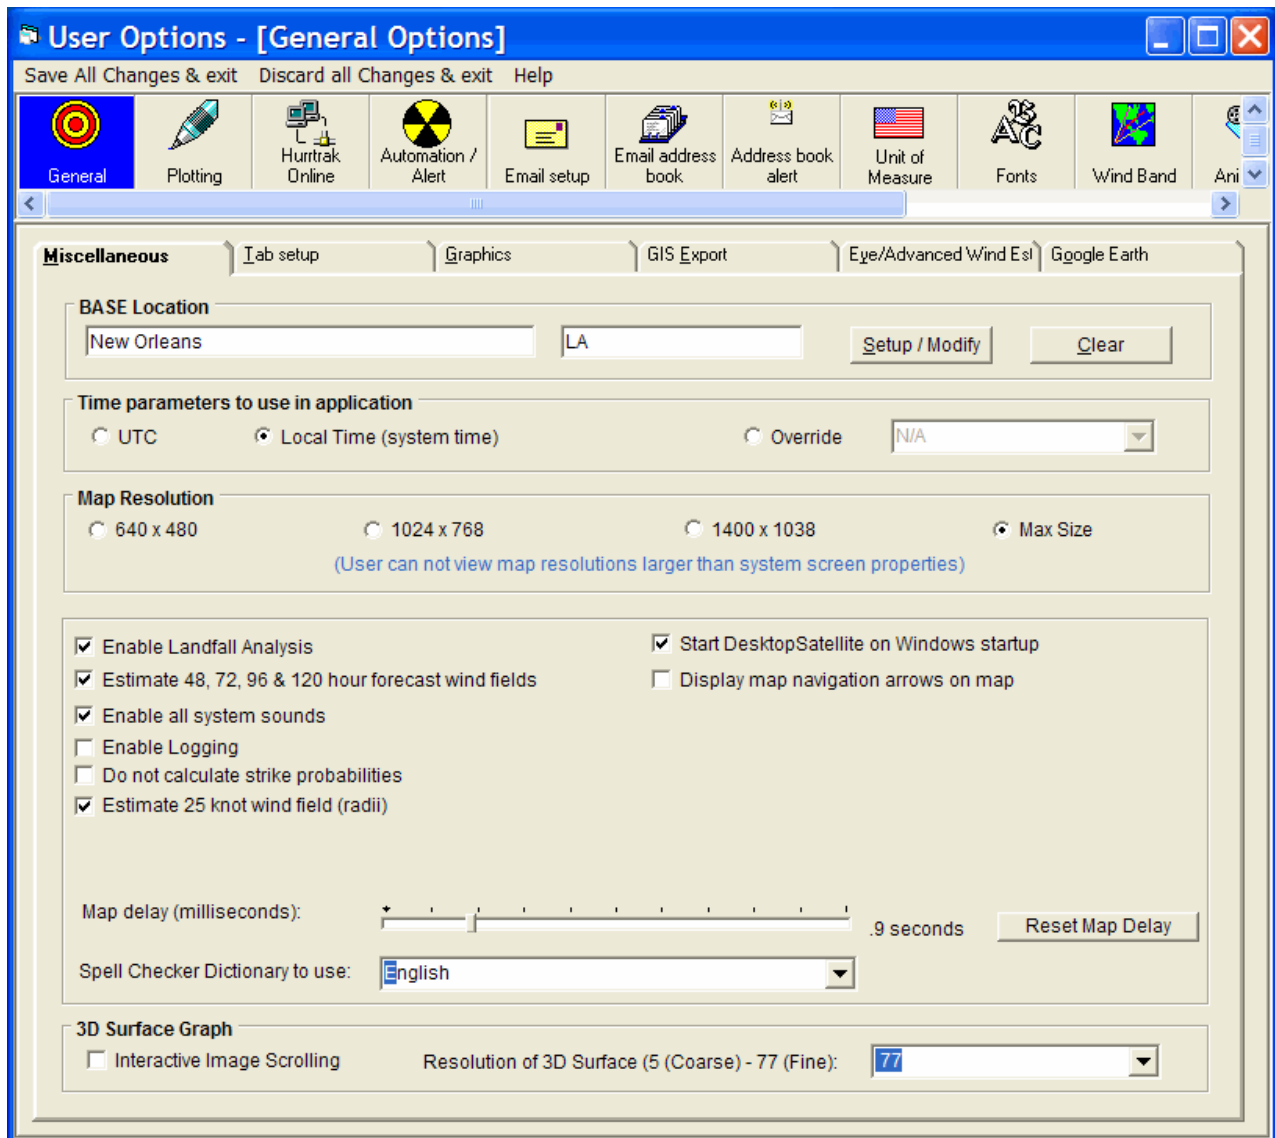 User Options - [General Options]
Save All Changes & exit Discard all Changes & exit Help
General
Plotting
Hurrtrak
Online
Automation /
Alert
Email setup
Email address
book
Address book
alert
Unit of
Measure
Fonts
Wind Band
Ani
Miscellaneous
Tab setup
Graphics
GIS Export
Eye/Advanced Wind Est
Google Earth
BASE Location
New Orleans LA Setup / Modify Clear
Time parameters to use in application
UTC Local Time (system time) Override N/A
Map Resolution
640 x 480 1024 x 768 1400 x 1038 Max Size
(User can not view map resolutions larger than system screen properties)
Enable Landfall Analysis
Start DesktopSatellite on Windows startup
Estimate 48, 72, 96 & 120 hour forecast wind fields
Display map navigation arrows on map
Enable all system sounds
Enable Logging
Do not calculate strike probabilities
Estimate 25 knot wind field (radii)
Map delay (milliseconds): .9 seconds Reset Map Delay
Spell Checker Dictionary to use: English
3D Surface Graph
Interactive Image Scrolling Resolution of 3D Surface (5 (Coarse) - 77 (Fine): 77